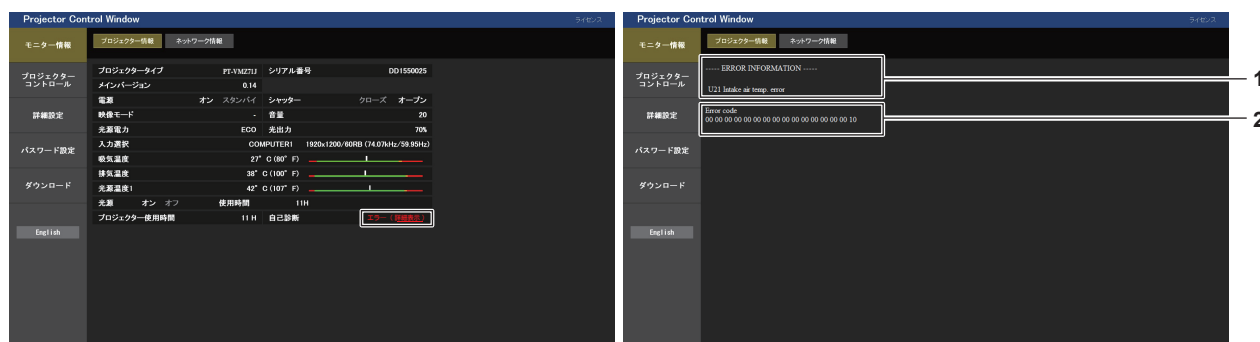 Projector Control Window ライセンス
モニター情報
プロジェクター
コントロール
詳細設定
パスワード設定
ダウンロード
English
プロジェクター情報 ネットワーク情報
プロジェクタータイプ PT-VMZ71J シリアル番号 DD1550025
メインバージョン 0.14
電源 オン スタンバイ シャッター クローズ オープン
映像モード - 音量 20
光源電力 ECO 光出力 70%
入力選択 COMPUTER1 1920x1200/60RB (74.07kHz/59.95Hz)
吸気温度 27° C (80° F)
排気温度 38° C (100° F)
光源温度1 42° C (107° F)
光源 オン オフ 使用時間 11H
プロジェクター使用時間 11 H 自己診断 エラー (詳細表示)
Projector Control Window ライセンス
モニター情報
プロジェクター
コントロール
詳細設定
パスワード設定
ダウンロード
English
プロジェクター情報 ネットワーク情報
----- ERROR INFORMATION -----
U21 Intake air temp. error
1
Error code
00 00 00 00 00 00 00 00 00 00 00 00 00 00 00 10
2